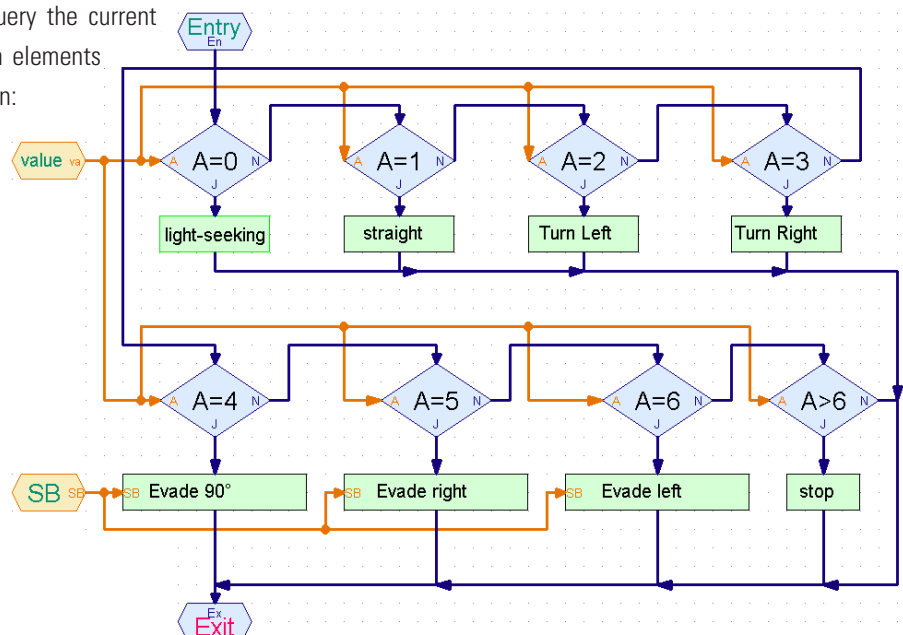 uery the current
elements
n:
Entry
En
value va
A A=0 N
J
A A=1 N
J
A A=2 N
J
A A=3 N
J
light-seeking
straight
Turn Left
Turn Right
A A=4 N
J
A A=5 N
J
A A=6 N
J
A A>6 N
J
SB SB
SB Evade 90°
SB Evade right
SB Evade left
stop
Ex
Exit